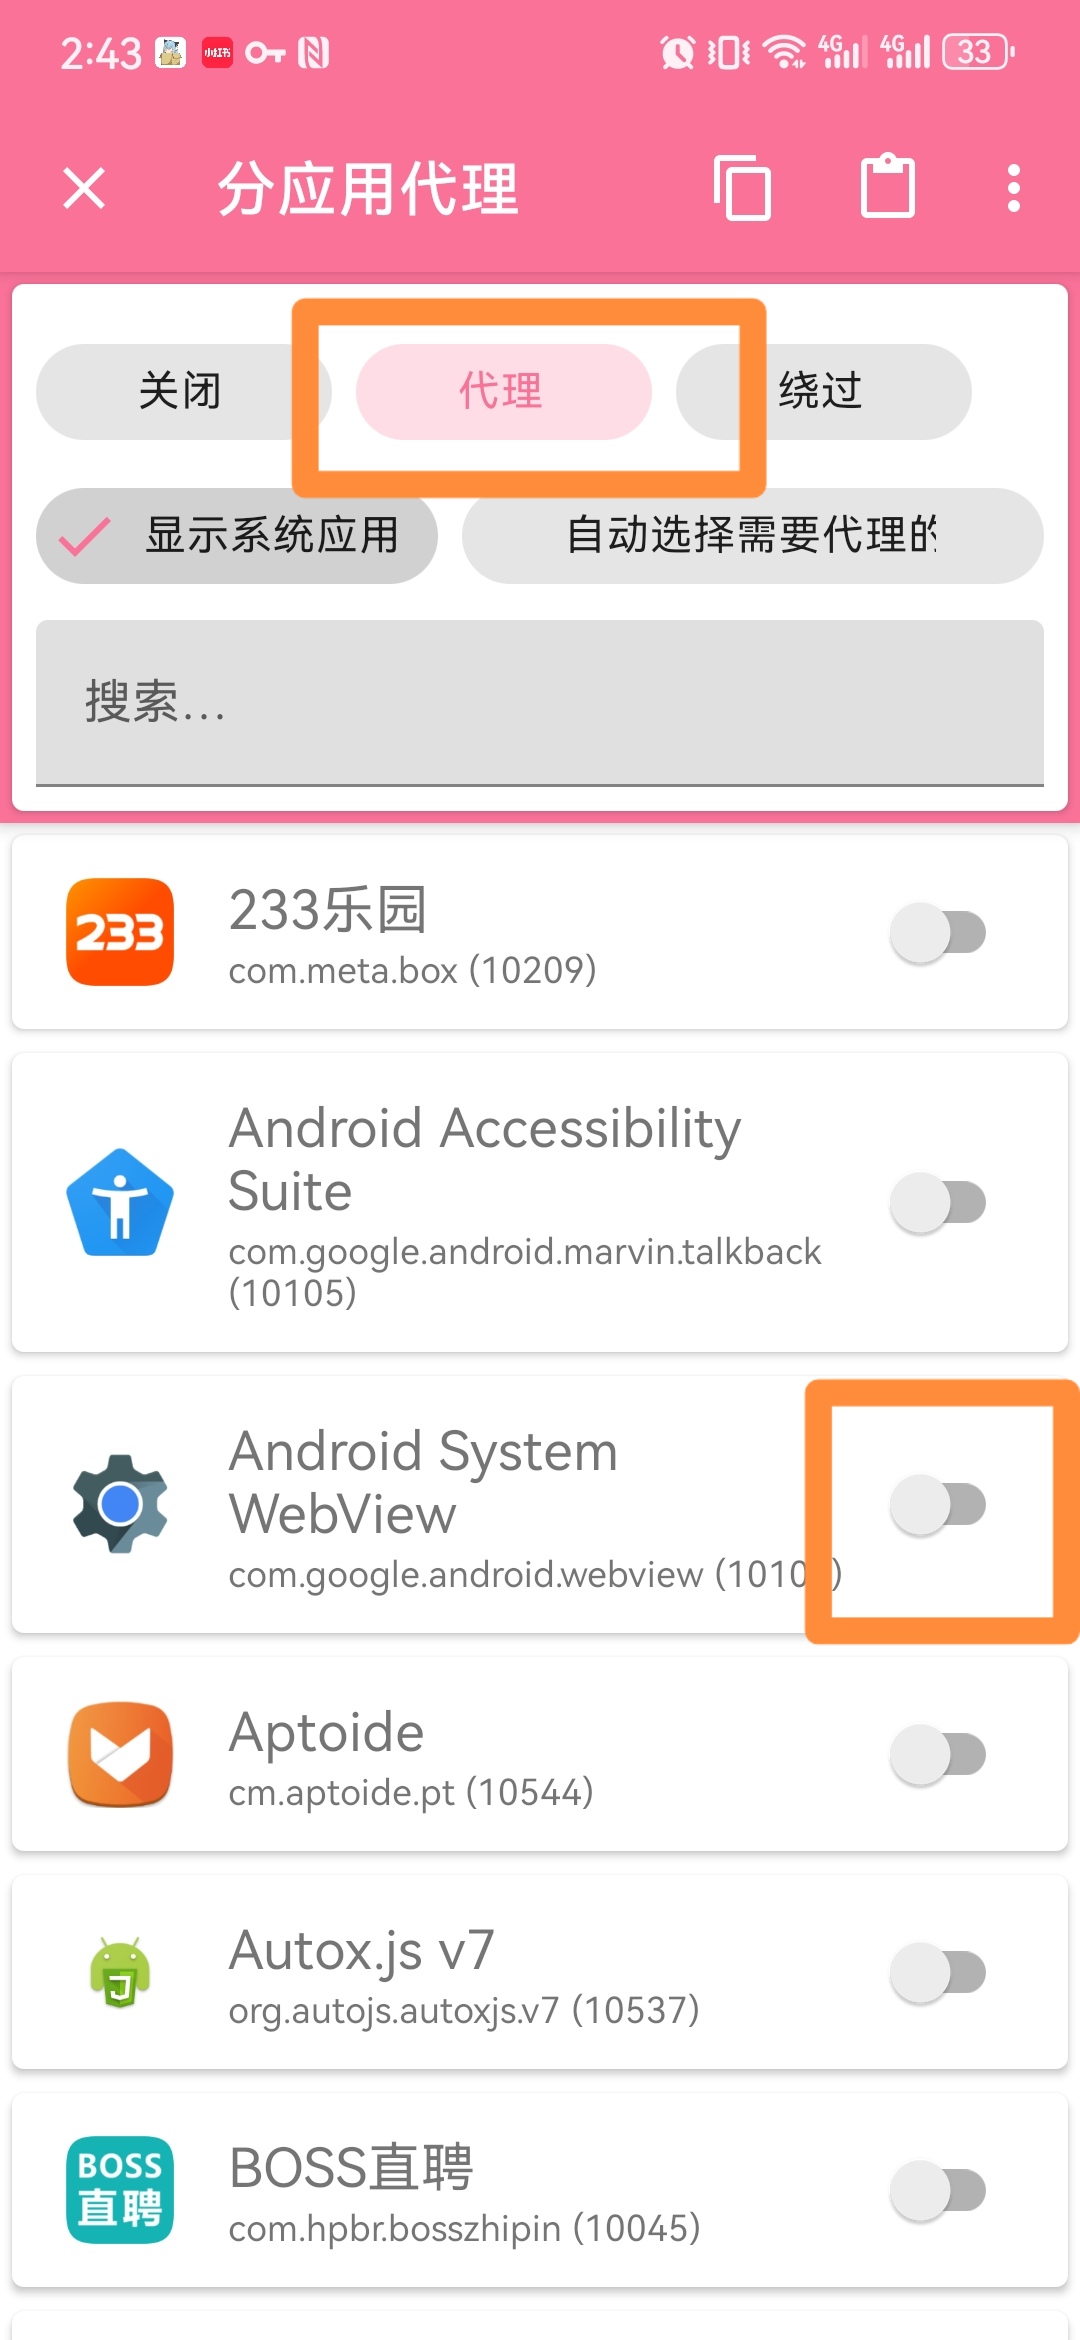 2:43 小红书 4G 4G 33
分应用代理
关闭 代理 绕过
显示系统应用 自动选择需要代理的
搜索...
233
233乐园
com.meta.box (10209)
Android Accessibility
Suite
com.google.android.marvin.talkback
(10105)
Android System
WebView
com.google.android.webview (1010 )
Aptoide
cm.aptoide.pt (10544)
Autox.js v7
org.autojs.autoxjs.v7 (10537)
BOSS
直聘
BOSS直聘
com.hpbr.bosszhipin (10045)